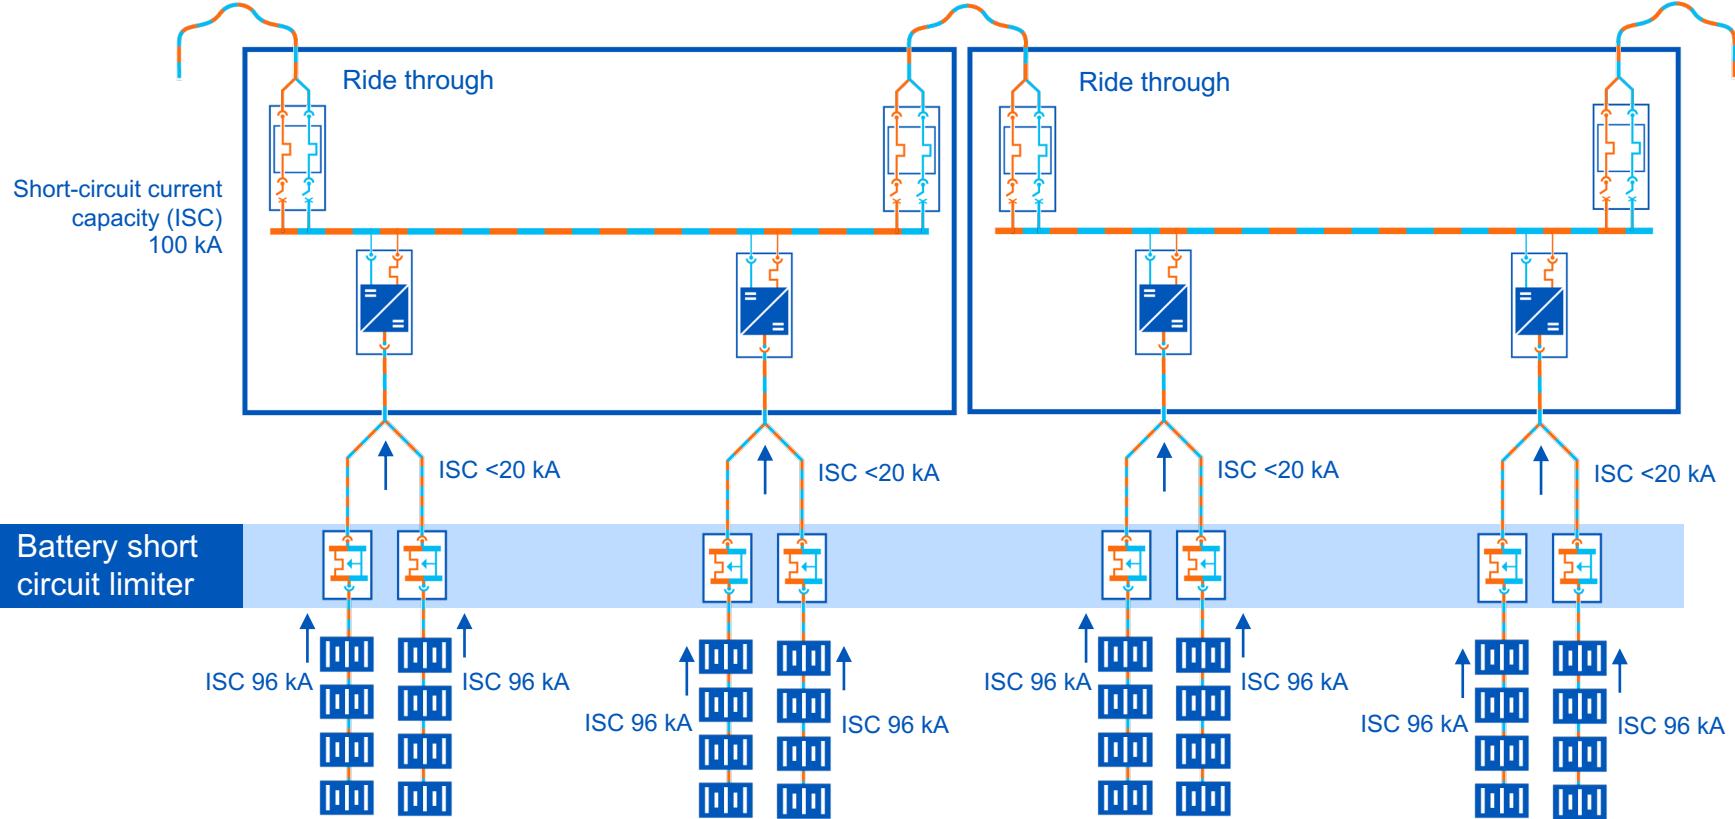 Ride through
Ride through
Short-circuit current
capacity (ISC)
100 kA
ISC <20 kA
ISC <20 kA
ISC <20 kA
ISC <20 kA
Battery short
circuit limiter
ISC 96 kA
ISC 96 kA
ISC 96 kA
ISC 96 kA
ISC 96 kA
ISC 96 kA
ISC 96 kA
ISC 96 kA